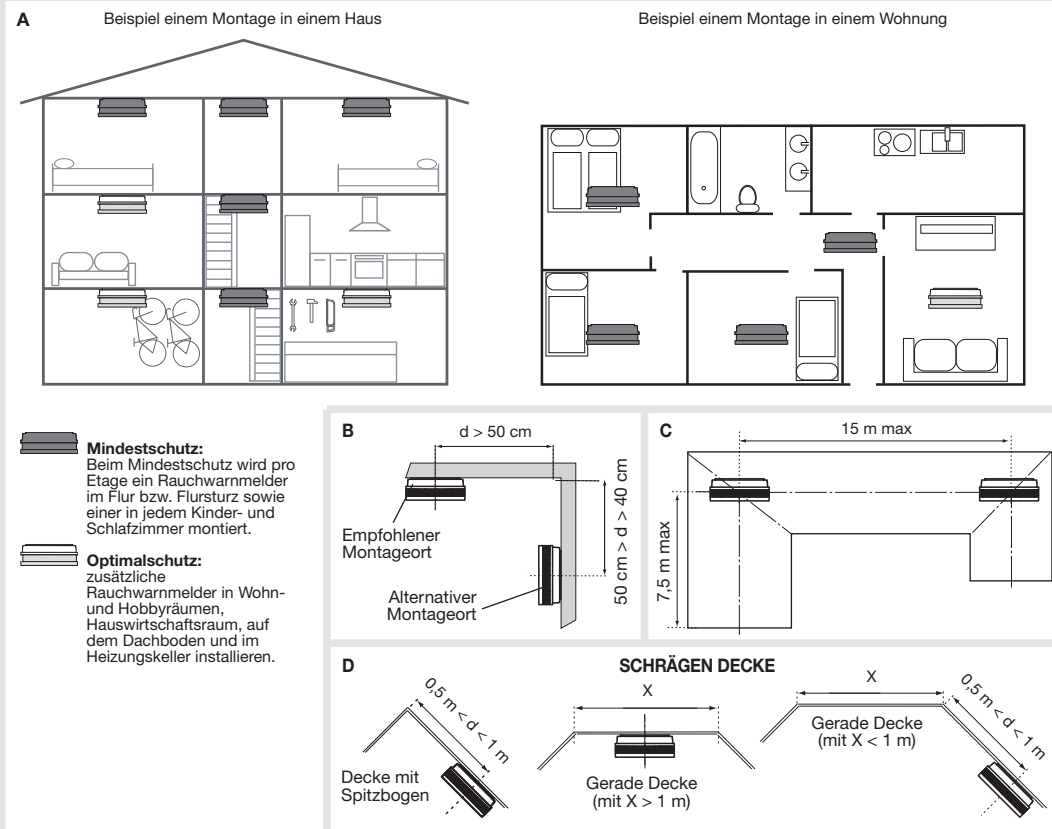 A
Beispiel einem Montage in einem Haus
Beispiel einem Montage in einem Wohnung
Mindestschutz:
Beim Mindestschutz wird pro
Etage ein Rauchwarnmelder
im Flur bzw. Flursturz sowie
einer in jedem Kinder- und
Schlafzimmer montiert.
Optimalschutz:
zusätzliche
Rauchwarnmelder in Wohn-
und Hobbyräumen,
Hauswirtschaftsraum, auf
dem Dachboden und im
Heizungskeller installieren.
B
d > 50 cm
50 cm > d > 40 cm
Empfohlener
Montageort
Alternativer
Montageort
C
15 m max
7,5 m max
D
SCHRÄGEN DECKE
0,5 m < d < 1 m
Decke mit
Spitzbogen
X
Gerade Decke
(mit X > 1 m)
X
Gerade Decke
(mit X < 1 m)
0,5 m < d < 1 m